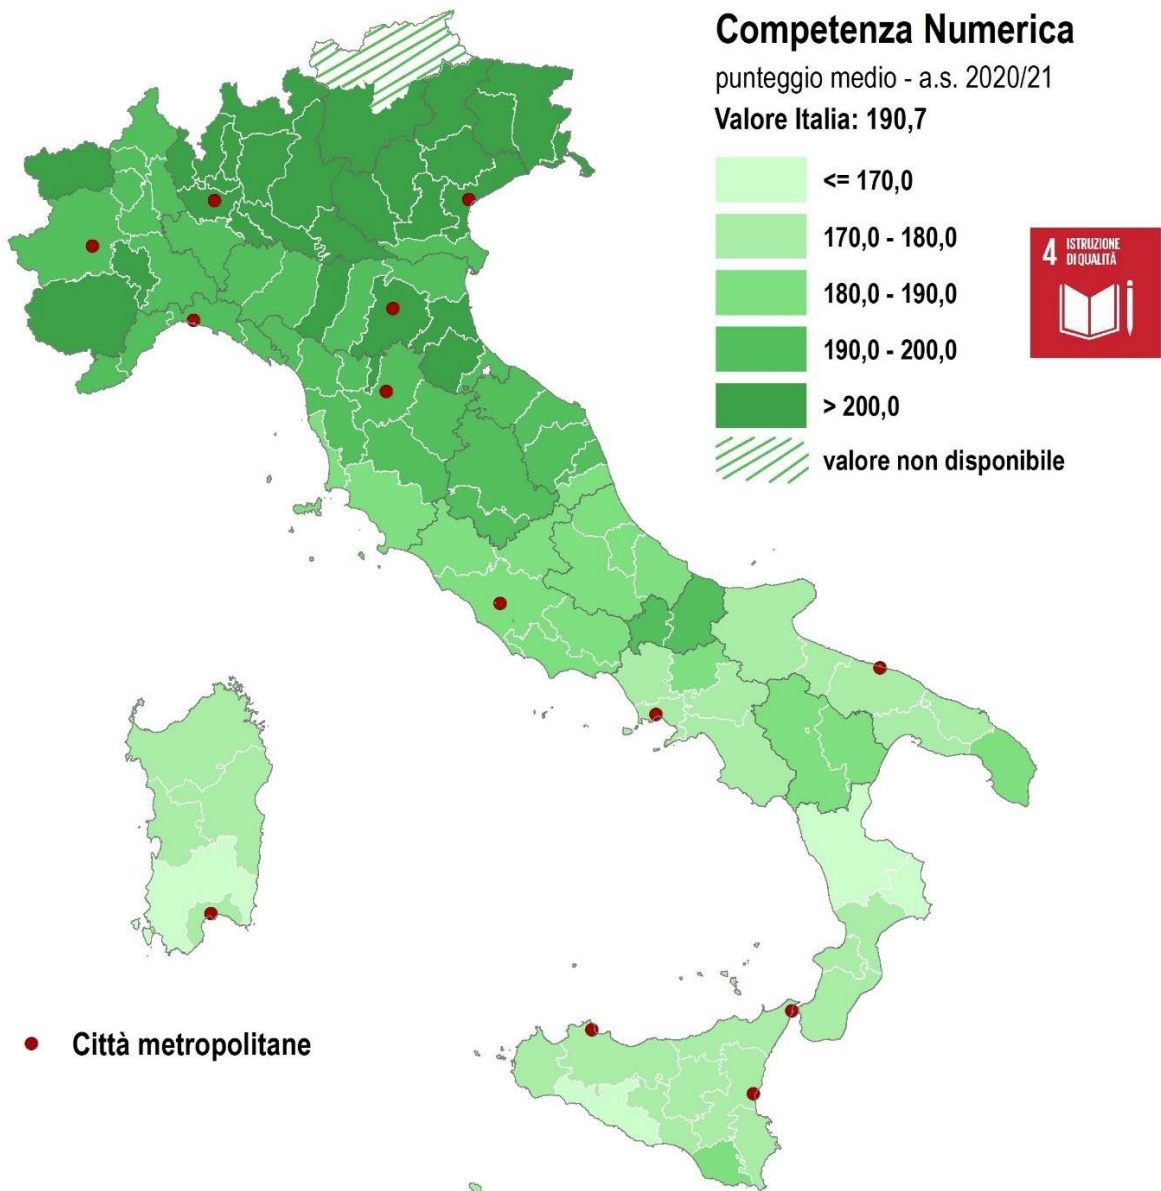 Competenza Numerica
punteggio medio - a.s. 2020/21
Valore Italia: 190,7
<= 170,0
170,0 - 180,0
180,0 - 190,0
190,0 - 200,0
> 200,0
valore non disponibile
4 ISTRUZIONE
DI QUALITÀ
Città metropolitane